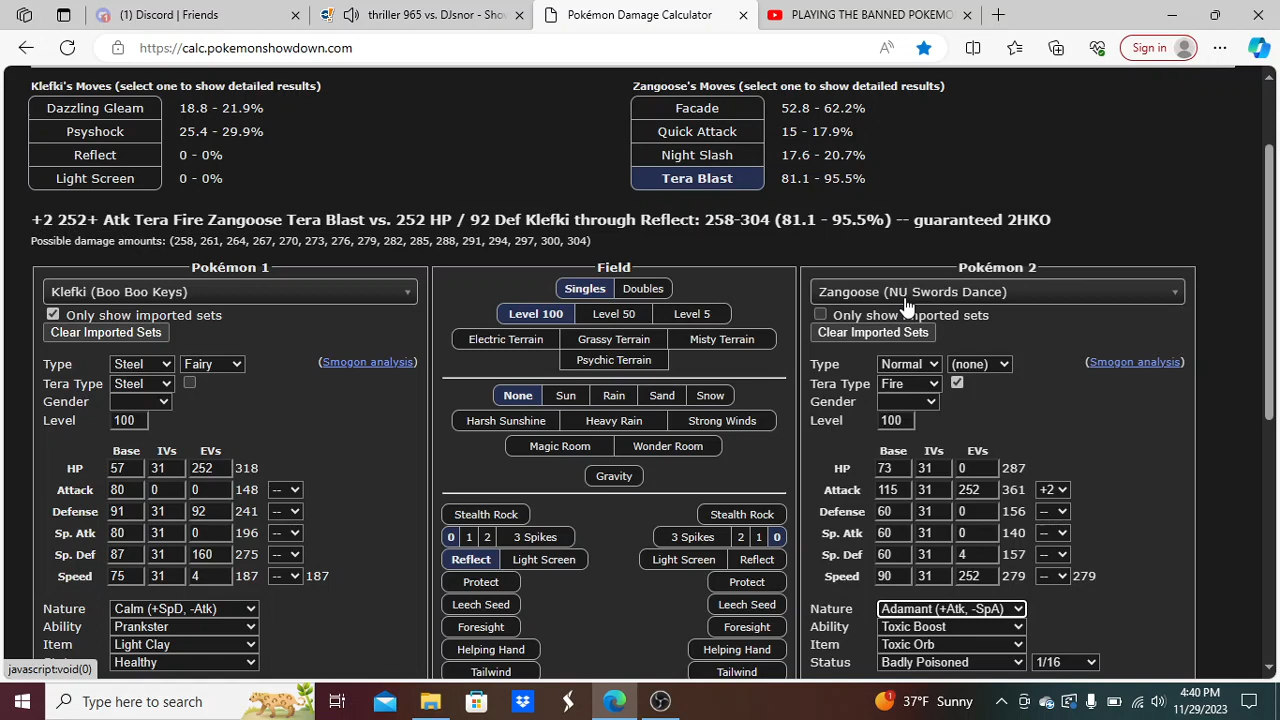 (1) Discord | Friends
thriller 965 vs. DJsnor - Show
Pokémon Damage Calculator
PLAYING THE BANNED POKEMO
https://calc.pokemonshowdown.com
Sign in
Klefki's Moves (select one to show detailed results)
Dazzling Gleam 18.8 - 21.9%
Psyshock 25.4 - 29.9%
Reflect 0 - 0%
Light Screen 0 - 0%
Zangoose's Moves (select one to show detailed results)
Facade 52.8 - 62.2%
Quick Attack 15 - 17.9%
Night Slash 17.6 - 20.7%
Tera Blast 81.1 - 95.5%
+2 252+ Atk Tera Fire Zangoose Tera Blast vs. 252 HP / 92 Def Klefki through Reflect: 258-304 (81.1 - 95.5%) -- guaranteed 2HKO
Possible damage amounts: (258, 261, 264, 267, 270, 273, 276, 279, 282, 285, 288, 291, 294, 297, 300, 304)
Pokémon 1
Klefki (Boo Boo Keys)
Only show imported sets
Clear Imported Sets
Type Steel Fairy (Smogon analysis)
Tera Type Steel
Gender
Level 100
Base IVs EVs
HP 57 31 252 318
Attack 80 0 0 148 --
Defense 91 31 92 241 --
Sp. Atk 80 31 0 196 --
Sp. Def 87 31 160 275 --
Speed 75 31 4 187 -- 187
Nature Calm (+SpD, -Atk)
Ability Prankster
Item Light Clay
Healthy
javascript:void(0)
Field
Singles Doubles
Level 100 Level 50 Level 5
Electric Terrain Grassy Terrain Misty Terrain
Psychic Terrain
None Sun Rain Sand Snow
Harsh Sunshine Heavy Rain Strong Winds
Magic Room Wonder Room
Gravity
Stealth Rock Stealth Rock
0 1 2 3 Spikes 3 Spikes 2 1 0
Reflect Light Screen Light Screen Reflect
Protect Protect
Leech Seed Leech Seed
Foresight Foresight
Helping Hand Helping Hand
Tailwind Tailwind
Pokémon 2
Zangoose (NU Swords Dance)
Only show imported sets
Clear Imported Sets
Type Normal (none) (Smogon analysis)
Tera Type Fire
Gender
Level 100
Base IVs EVs
HP 73 31 0 287
Attack 115 31 252 361 +2
Defense 60 31 0 156 --
Sp. Atk 60 31 0 140 --
Sp. Def 60 31 4 157 --
Speed 90 31 252 279 -- 279
Nature Adamant (+Atk, -SpA)
Ability Toxic Boost
Item Toxic Orb
Status Badly Poisoned 1/16
Type here to search
37°F Sunny
4:40 PM
11/29/2023